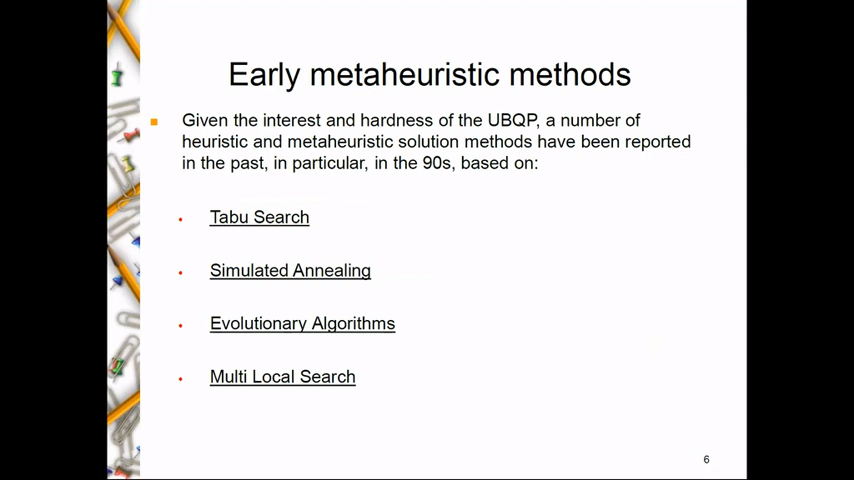 Early metaheuristic methods
Given the interest and hardness of the UBQP, a number of
heuristic and metaheuristic solution methods have been reported
in the past, in particular, in the 90s, based on:
Tabu Search
Simulated Annealing
Evolutionary Algorithms
Multi Local Search
6